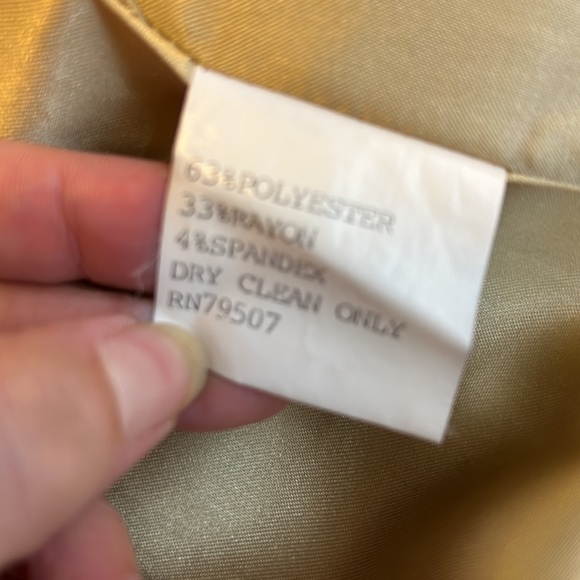 63%POLYESTER
33%RAYON
4%SPANDEX
DRY CLEAN ONLY
RN79507